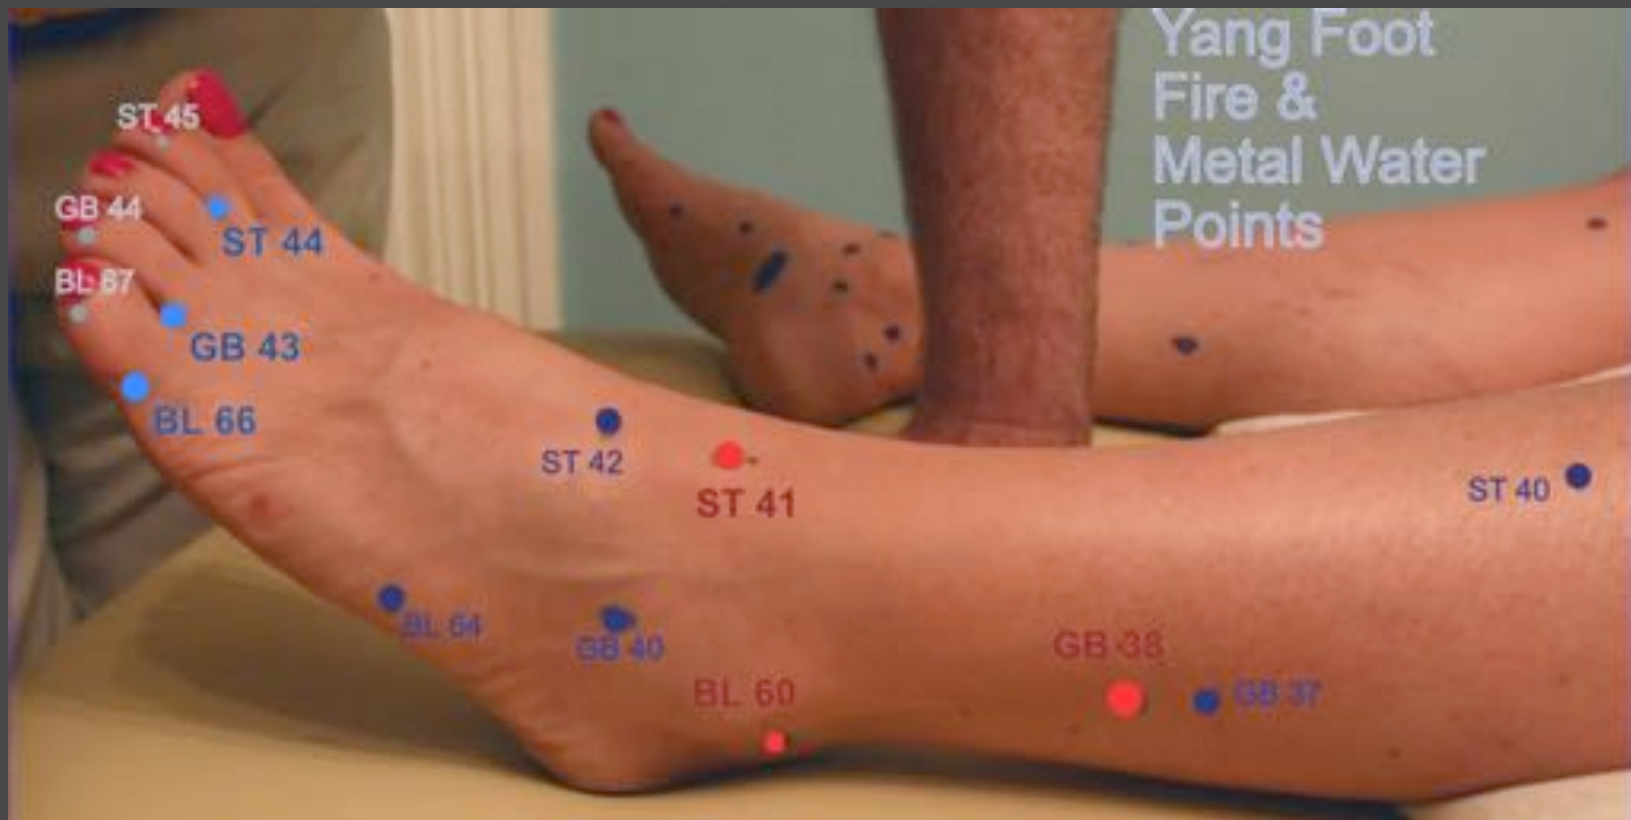 Yang Foot
Fire &
Metal Water
Points
ST 45
GB 44
ST 44
BL 67
GB 43
BL 66
ST 42
ST 41
ST 40
BL 64
GB 40
BL 60
GB 38
GB 37